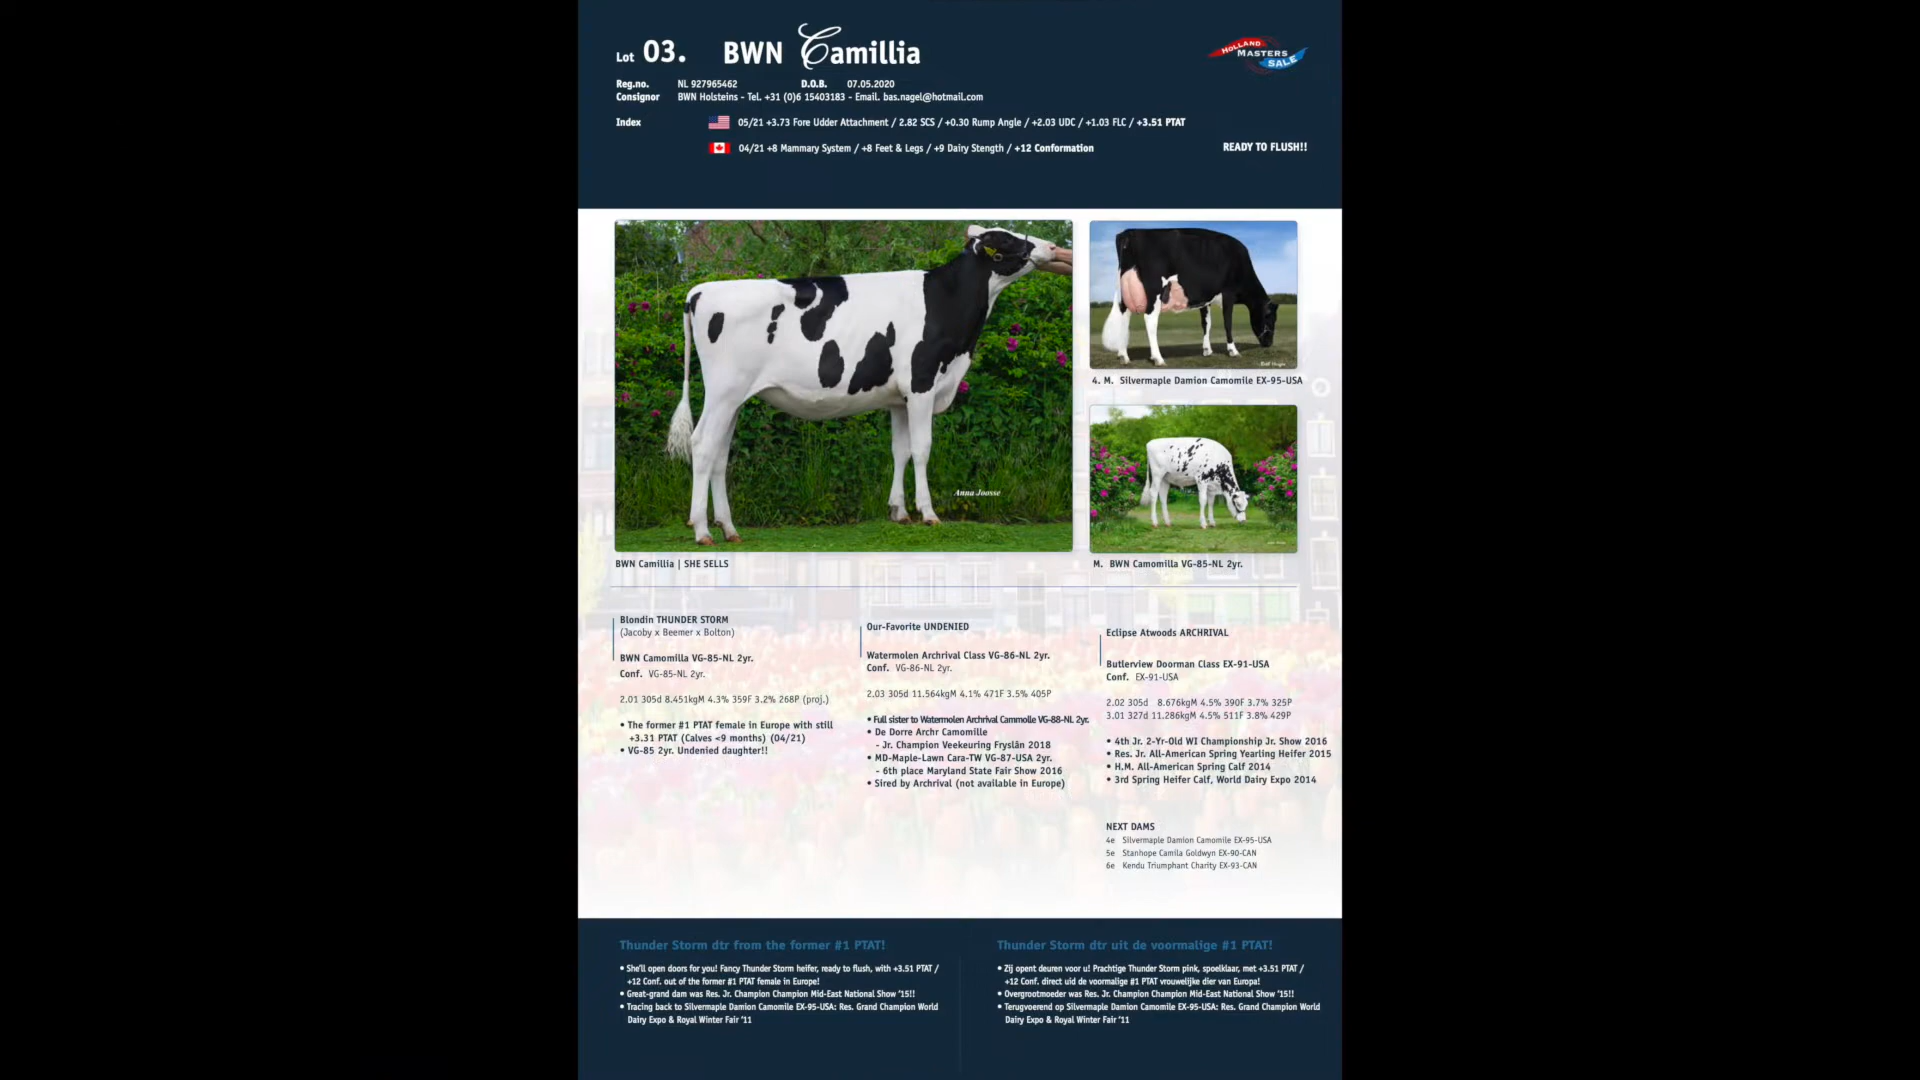 Lot 03. BWN Camillia
HOLLAND
MASTERS
SALE
Reg.no. NL 927965462 D.O.B. 07.05.2020
Consignor BWN Holsteins - Tel. +31 (0)6 15403183 - Email. bas.nagel@hotmail.com
Index 05/21 +3.73 Fore Udder Attachment / 2.82 SCS / +0.30 Rump Angle / +2.03 UDC / +1.03 FLC / +3.51 PTAT
04/21 +8 Mammary System / +8 Feet & Legs / +9 Dairy Stength / +12 Conformation
READY TO FLUSH!!
Anna Joosse
4. M. Silvermaple Damion Camomile EX-95-USA
BWN Camillia | SHE SELLS
M. BWN Camomilla VG-85-NL 2yr.
Blondin THUNDER STORM
(Jacoby x Beemer x Bolton)
BWN Camomilla VG-85-NL 2yr.
Conf. VG-85-NL 2yr.
2.01 305d 8.451kgM 4.3% 359F 3.2% 268P (proj.)
• The former #1 PTAT female in Europe with still
+3.31 PTAT (Calves <9 months) (04/21)
• VG-85 2yr. Undenied daughter!!
Our-Favorite UNDENIED
Watermolen Archrival Class VG-86-NL 2yr.
Conf. VG-86-NL 2yr.
2.03 305d 11.564kgM 4.1% 471F 3.5% 405P
• Full sister to Watermolen Archrival Cammolle VG-88-NL 2yr.
• De Dorre Archr Camomille
- Jr. Champion Veekeuring Fryslân 2018
• MD-Maple-Lawn Cara-TW VG-87-USA 2yr.
- 6th place Maryland State Fair Show 2016
• Sired by Archrival (not available in Europe)
Eclipse Atwoods ARCHRIVAL
Butlerview Doorman Class EX-91-USA
Conf. EX-91-USA
2.02 305d 8.676kgM 4.5% 390F 3.7% 325P
3.01 327d 11.286kgM 4.5% 511F 3.8% 429P
• 4th Jr. 2-Yr-Old WI Championship Jr. Show 2016
• Res. Jr. All-American Spring Yearling Heifer 2015
• H.M. All-American Spring Calf 2014
• 3rd Spring Heifer Calf, World Dairy Expo 2014
NEXT DAMS
4e Silvermaple Damion Camomile EX-95-USA
5e Stanhope Camila Goldwyn EX-90-CAN
6e Kendu Triumphant Charity EX-93-CAN
Thunder Storm dtr from the former #1 PTAT!
• She'll open doors for you! Fancy Thunder Storm heifer, ready to flush, with +3.51 PTAT /
+12 Conf. out of the former #1 PTAT female in Europe!
• Great-grand dam was Res. Jr. Champion Champion Mid-East National Show '15!!
• Tracing back to Silvermaple Damion Camomile EX-95-USA: Res. Grand Champion World
Dairy Expo & Royal Winter Fair '11
Thunder Storm dtr uit de voormalige #1 PTAT!
• Zij opent deuren voor u! Prachtige Thunder Storm pink, spoelklaar, met +3.51 PTAT /
+12 Conf. direct uid de voormalige #1 PTAT vrouwelijke dier van Europa!
• Overgrootmoeder was Res. Jr. Champion Champion Mid-East National Show '15!!
• Terugvoerend op Silvermaple Damion Camomile EX-95-USA: Res. Grand Champion World
Dairy Expo & Royal Winter Fair '11